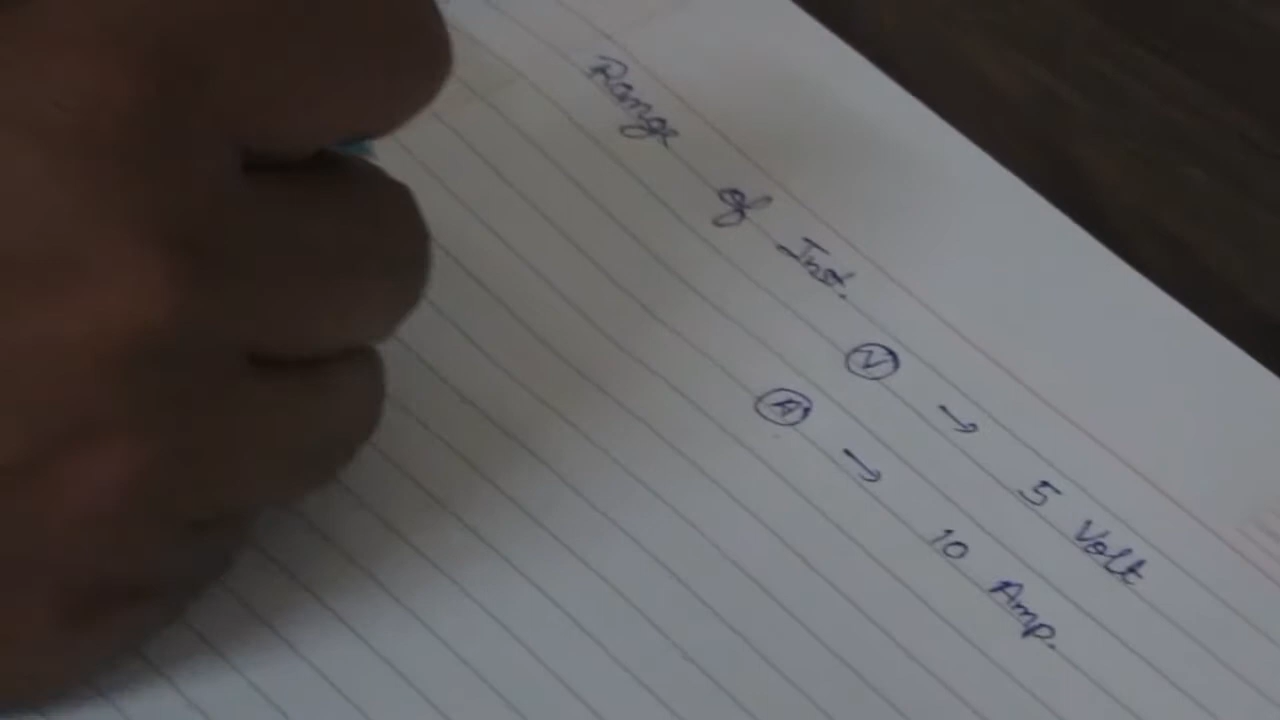 Range of Inst.
V → 5 Volt
A → 10 Amp.